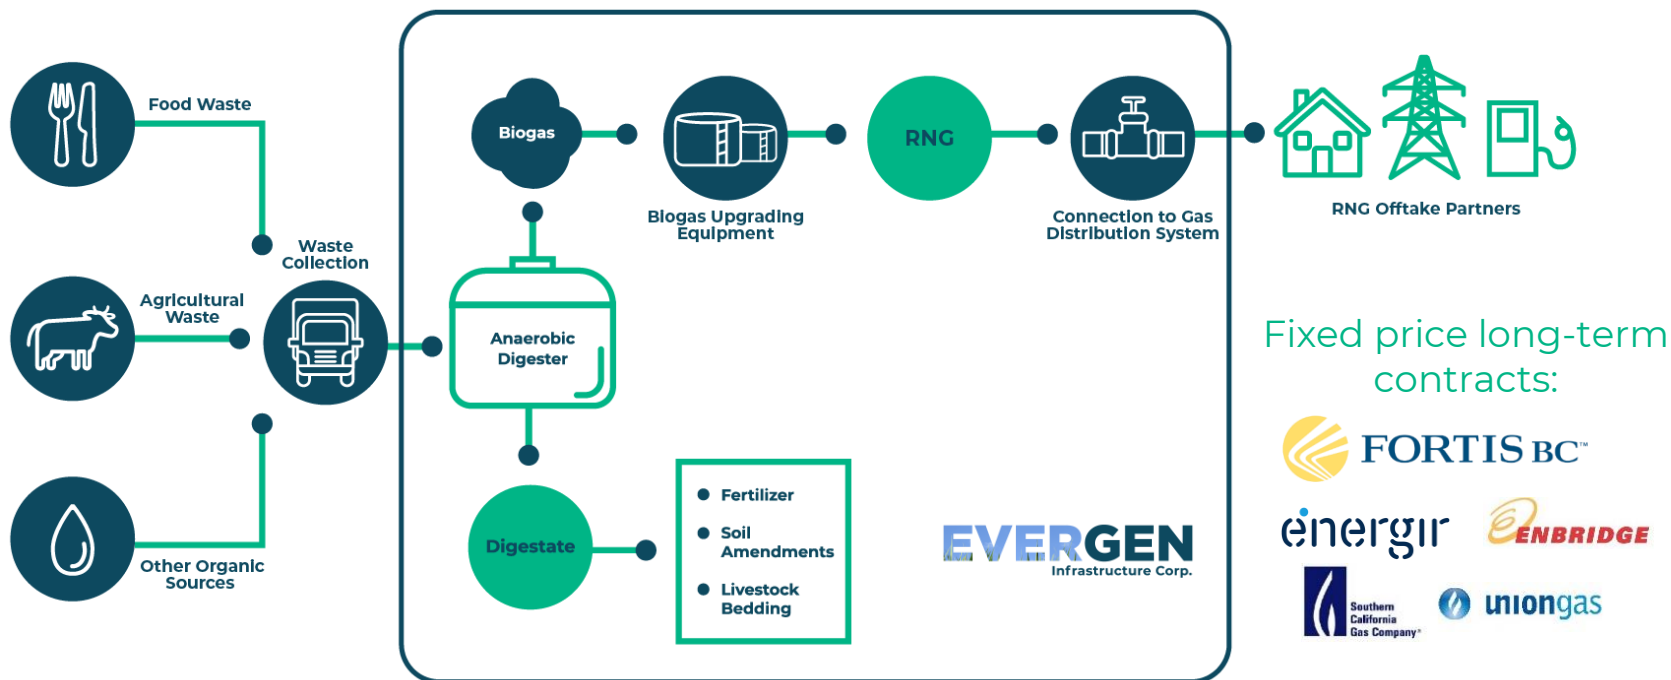 Food Waste
Agricultural
Waste
Other Organic
Sources
Waste
Collection
Biogas
Anaerobic
Digester
Digestate
Fertilizer
Soil
Amendments
Livestock
Bedding
Biogas Upgrading
Equipment
RNG
Connection to Gas
Distribution System
RNG Offtake Partners
EVERGEN
Infrastructure Corp.
Fixed price long-term
contracts:
FORTIS BC™
énergir
ENBRIDGE
Southern
California
Gas Company®
uniongas